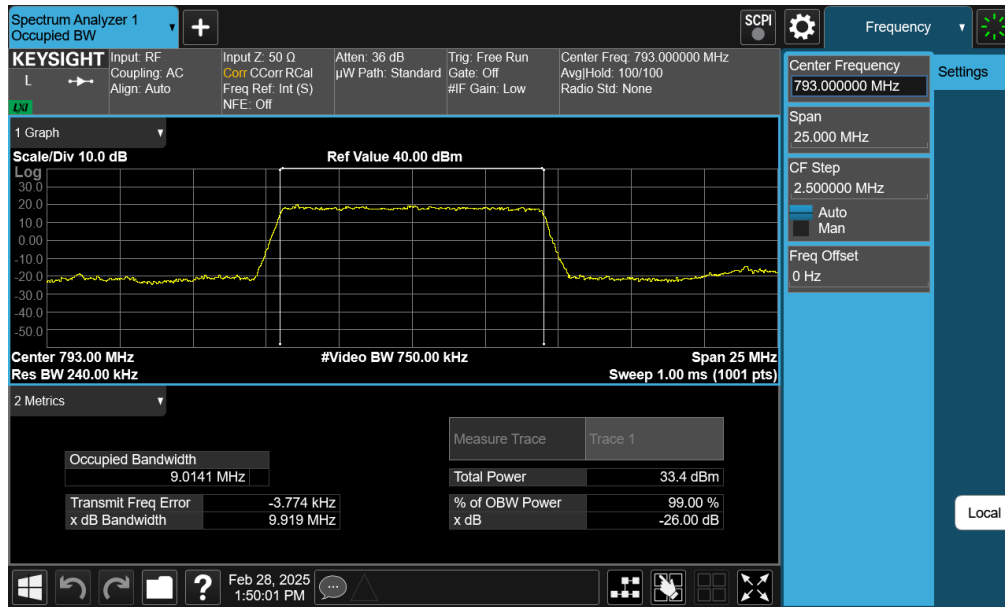 Spectrum Analyzer 1
Occupied BW
SCPI
Frequency
KEYSIGHT
L
LXI
Input: RF
Coupling: AC
Align: Auto
Input Z: 50 Ω
Corr CCorr RCal
Freq Ref: Int (S)
NFE: Off
Atten: 36 dB
µW Path: Standard
Trig: Free Run
Gate: Off
#IF Gain: Low
Center Freq: 793.000000 MHz
Avg|Hold: 100/100
Radio Std: None
Center Frequency
793.000000 MHz
Settings
Span
25.000 MHz
CF Step
2.500000 MHz
Auto
Man
Freq Offset
0 Hz
Local
1 Graph
Scale/Div 10.0 dB
Ref Value 40.00 dBm
Log
30.0
20.0
10.0
0.00
-10.0
-20.0
-30.0
-40.0
-50.0
Center 793.00 MHz
#Video BW 750.00 kHz
Span 25 MHz
Res BW 240.00 kHz
Sweep 1.00 ms (1001 pts)
2 Metrics
Measure Trace
Trace 1
Occupied Bandwidth
9.0141 MHz
Total Power
33.4 dBm
Transmit Freq Error
-3.774 kHz
% of OBW Power
99.00 %
x dB Bandwidth
9.919 MHz
x dB
-26.00 dB
?
Feb 28, 2025
1:50:01 PM